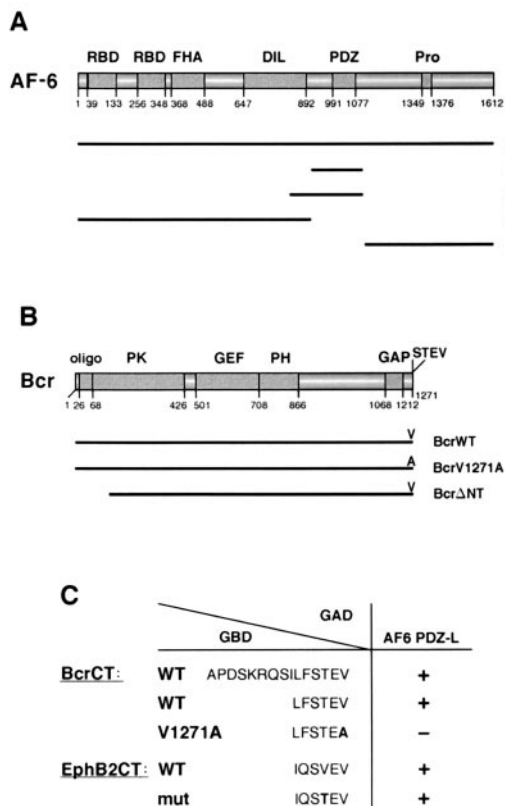 A
RBD RBD FHA DIL PDZ Pro
AF-6
1 39 133 256 348 368 488 647 892 991 1077 1349 1376 1612
B
oligo PK GEF PH GAP STEV
Bcr
1 26 68 426 501 708 866 1068 1212 1271
V BcrWT
A BcrV1271A
V BcrΔNT
C
GAD
GBD AF6 PDZ-L
BcrCT: WT APDSKRQSILFSTEV +
WT LFSTEV +
V1271A LFSTEA −
EphB2CT: WT IQSVEV +
mut IQSTEV +